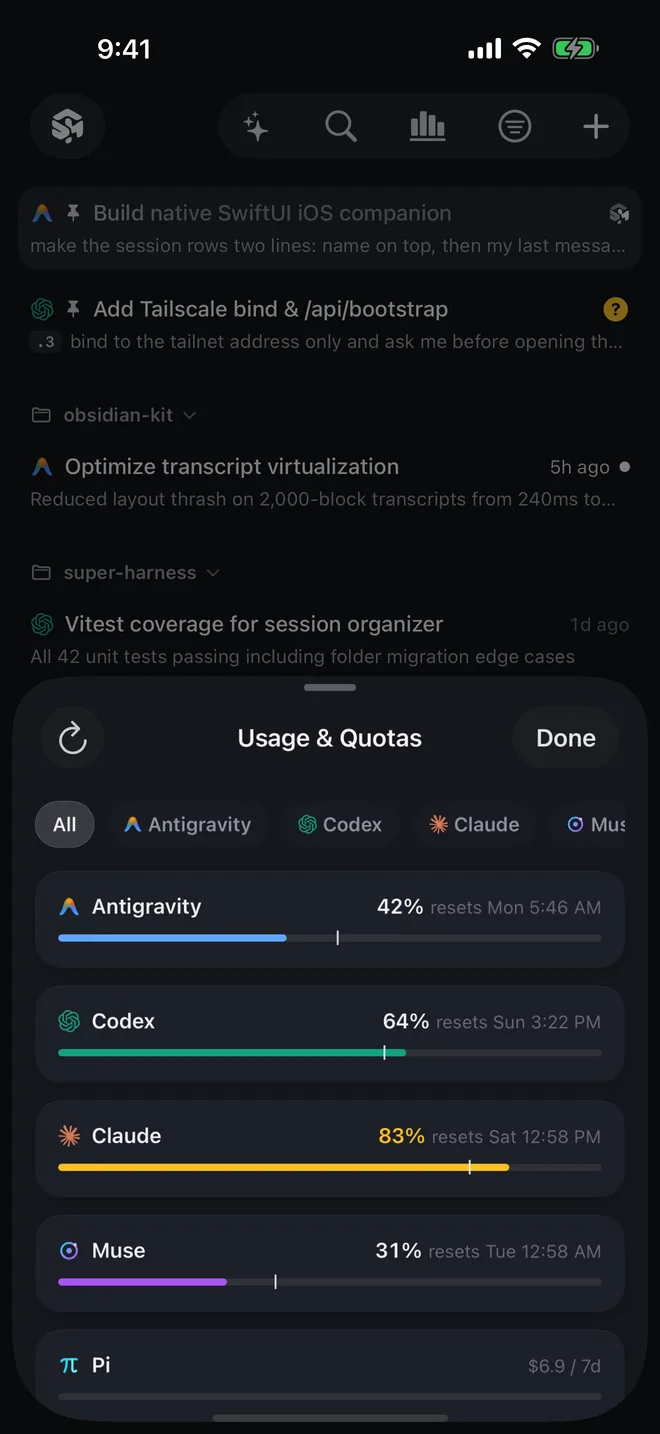 9:41
Build native SwiftUI iOS companion
make the session rows two lines: name on top, then my last messa...
Add Tailscale bind & /api/bootstrap
?
.3 bind to the tailnet address only and ask me before opening th...
obsidian-kit
Optimize transcript virtualization 5h ago
Reduced layout thrash on 2,000-block transcripts from 240ms to...
super-harness
Vitest coverage for session organizer 1d ago
All 42 unit tests passing including folder migration edge cases
Usage & Quotas Done
All Antigravity Codex Claude Mus
Antigravity 42% resets Mon 5:46 AM
Codex 64% resets Sun 3:22 PM
Claude 83% resets Sat 12:58 PM
Muse 31% resets Tue 12:58 AM
π Pi $6.9 / 7d